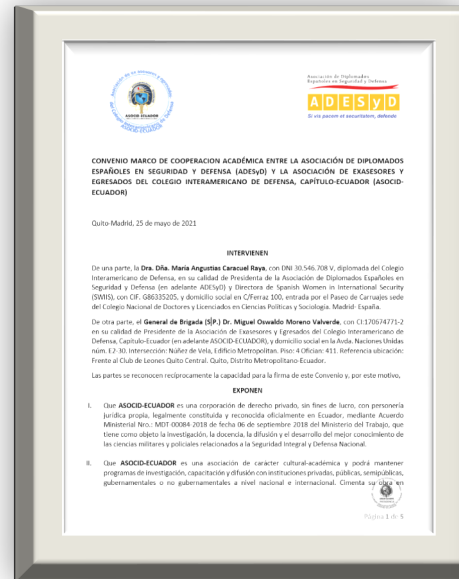 Asociación de Diplomados
Españoles en Seguridad y Defensa
ADESyD
Si vis pacem et securitatem, defende
ASOCID-ECUADOR
CONVENIO MARCO DE COOPERACION ACADÉMICA ENTRE LA ASOCIACIÓN DE DIPLOMADOS
ESPAÑOLES EN SEGURIDAD Y DEFENSA (ADESyD) Y LA ASOCIACIÓN DE EXASESORES Y
EGRESADOS DEL COLEGIO INTERAMERICANO DE DEFENSA, CAPÍTULO-ECUADOR (ASOCID-
ECUADOR)
Quito-Madrid, 25 de mayo de 2021
INTERVIENEN
De una parte, la Dra. Dña. María Angustias Caracuel Raya, con DNI 30.546.708 V, diplomada del Colegio
Interamericano de Defensa, en su calidad de Presidenta de la Asociación de Diplomados Españoles en
Seguridad y Defensa (en adelante ADESyD) y Directora de Spanish Women in International Security
(SWIIS), con CIF. G86335205, y domicilio social en C/Ferraz 100, entrada por el Paseo de Carruajes sede
del Colegio Nacional de Doctores y Licenciados en Ciencias Políticas y Sociología. Madrid- España.
De otra parte, el General de Brigada (S.P.) Dr. Miguel Oswaldo Moreno Valverde, con CI:170674771-2
en su calidad de Presidente de la Asociación de Exasesores y Egresados del Colegio Interamericano de
Defensa, Capítulo-Ecuador (en adelante ASOCID-ECUADOR), y domicilio social en la Avda. Naciones Unidas
núm. E2-30. Intersección: Núñez de Vela, Edificio Metropolitan. Piso: 4 Oficina: 411. Referencia ubicación:
Frente al Club de Leones Quito Central. Quito, Distrito Metropolitano-Ecuador.
Las partes se reconocen recíprocamente la capacidad para la firma de este Convenio y, por este motivo,
EXPONEN
I. Que ASOCID-ECUADOR es una corporación de derecho privado, sin fines de lucro, con personería
jurídica propia, legalmente constituida y reconocida oficialmente en Ecuador, mediante Acuerdo
Ministerial Nro.: MDT-00084-2018 de fecha 06 de septiembre 2018 del Ministerio del Trabajo, que
tiene como objeto la investigación, la docencia, la difusión y el desarrollo del mejor conocimiento de
las ciencias militares y policiales relacionados a la Seguridad Integral y Defensa Nacional.
II. Que ASOCID-ECUADOR es una asociación de carácter cultural-académica y podrá mantener
programas de investigación, capacitación y difusión con instituciones privadas, públicas, semipúblicas,
gubernamentales o no gubernamentales a nivel nacional e internacional. Cimenta su obra en
Página 1 de 5